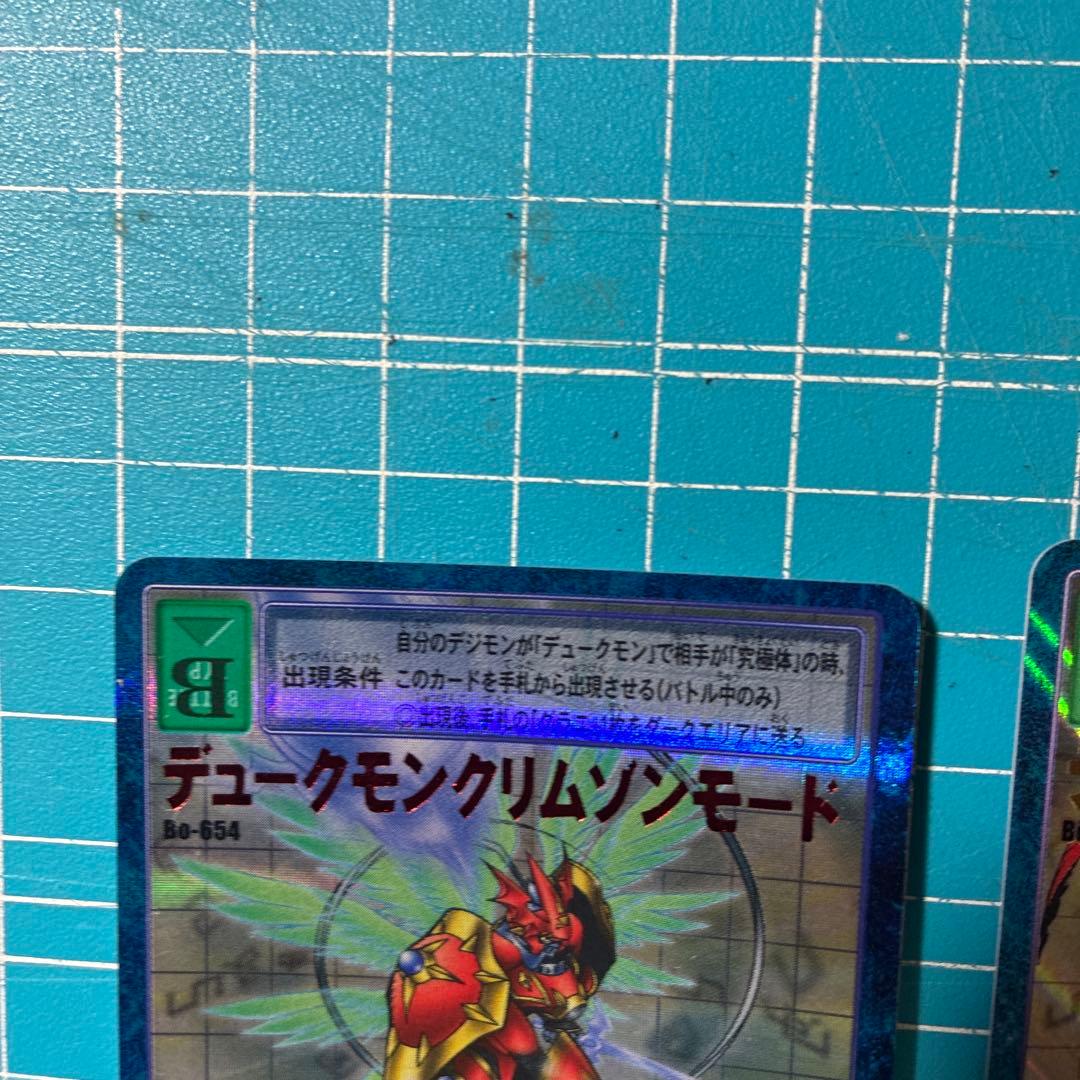 自分のデジモンが「デュークモン」で相手が「究極体」の時、
出現条件 このカードを手札から出現させる(バトル中のみ)
デュークモンクリムゾンモード
Bo-654
B